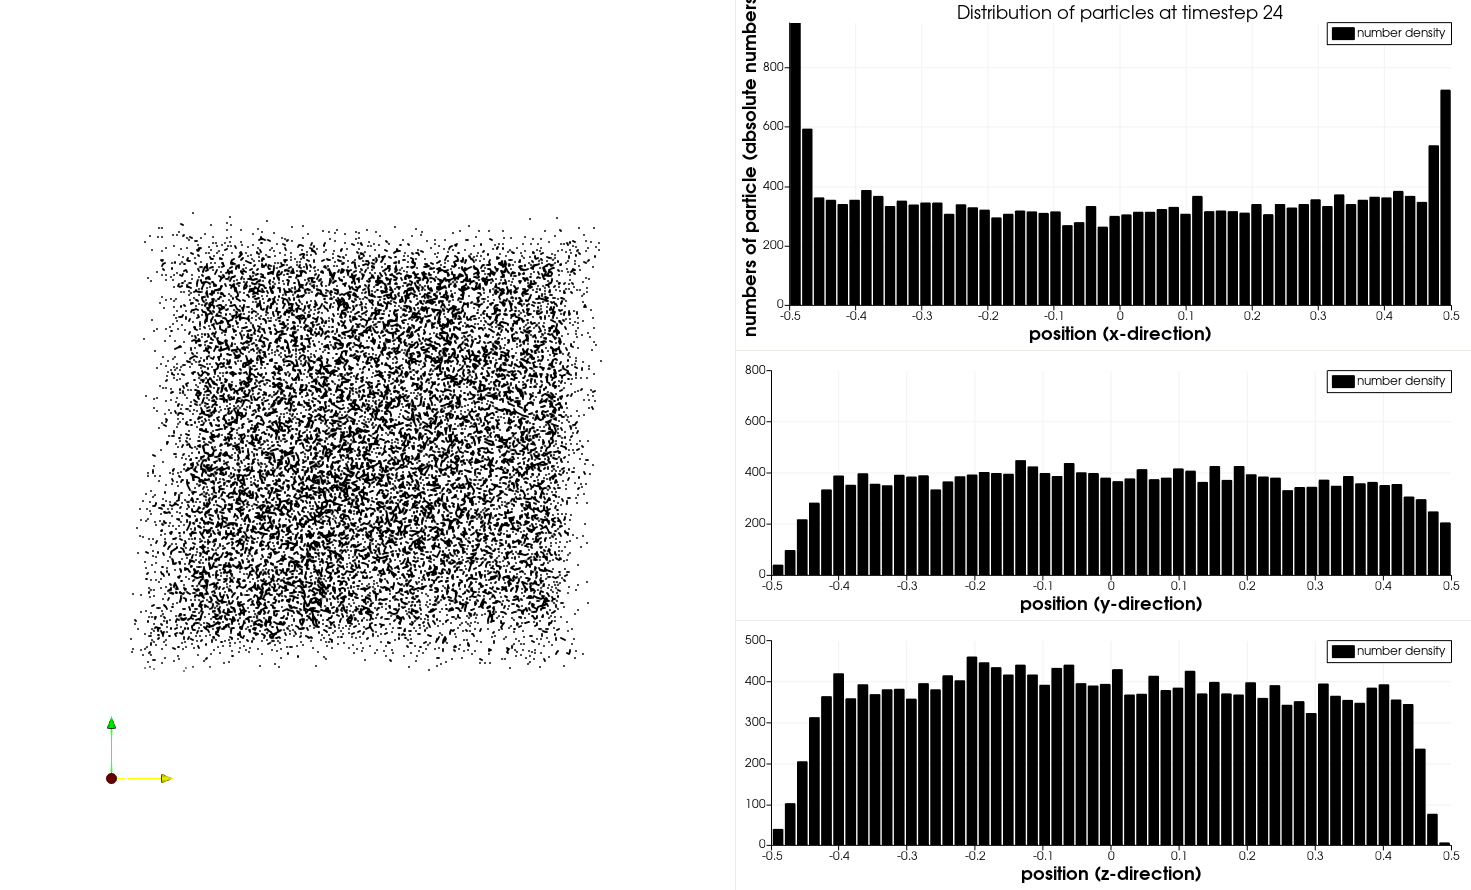 Distribution of particles at timestep 24
numbers of particle (absolute numbers
number density
800
600
400
200
0
-0.5 -0.4 -0.3 -0.2 -0.1 0 0.1 0.2 0.3 0.4 0.5
position (x-direction)
number density
800
600
400
200
0
-0.5 -0.4 -0.3 -0.2 -0.1 0 0.1 0.2 0.3 0.4 0.5
position (y-direction)
number density
500
400
300
200
100
0
-0.5 -0.4 -0.3 -0.2 -0.1 0 0.1 0.2 0.3 0.4 0.5
position (z-direction)